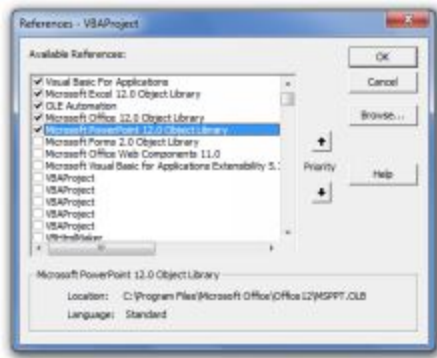 References - VBAProject
Available References:
OK
Visual Basic For Applications
Microsoft Excel 12.0 Object Library
OLE Automation
Microsoft Office 12.0 Object Library
Microsoft PowerPoint 12.0 Object Library
Microsoft Forms 2.0 Object Library
Microsoft Office Web Components 11.0
Microsoft Visual Basic for Applications Extensibility 5.
VBAProject
VBAProject
VBAProject
VBAProject
VBAProject
Cancel
Browse...
Priority
Help
Microsoft PowerPoint 12.0 Object Library
Location: C:\Program Files\Microsoft Office\Office12\MSPPT.OLB
Language: Standard